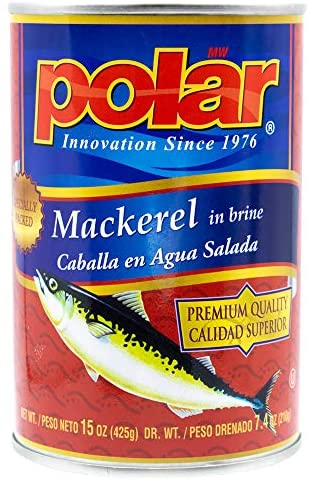 MW
polar®
Innovation Since 1976
PACKED
Mackerel in brine
Caballa en Agua Salada
PREMIUM QUALITY
CALIDAD SUPERIOR
NET WT. / PESO NETO 15 OZ (425g) DR. WT. / PESO DRENADO 7.4 OZ (210g)